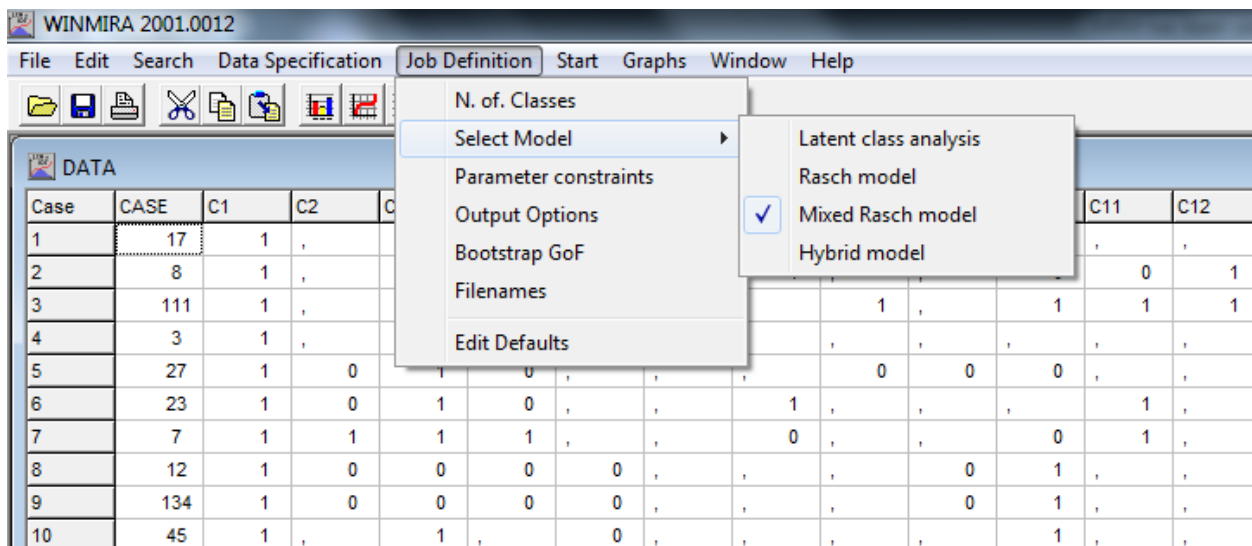 WINMIRA 2001.0012
File Edit Search Data Specification Job Definition Start Graphs Window Help
N. of. Classes
Select Model
Parameter constraints
Output Options
Bootstrap GoF
Filenames
Edit Defaults
Latent class analysis
Rasch model
Mixed Rasch model
Hybrid model
DATA
Case CASE C1 C2 C11 C12
1 17 1 , , ,
2 8 1 , 0 1
3 111 1 , 1 , 1 1 1
4 3 1 , , , , , ,
5 27 1 0 1 0 , , , 0 0 0 , ,
6 23 1 0 1 0 , , 1 , , , 1 ,
7 7 1 1 1 1 , , 0 , , 0 1 ,
8 12 1 0 0 0 0 , , , 0 1 , ,
9 134 1 0 0 0 0 , , , 0 1 , ,
10 45 1 , 1 , 0 , , , , 1 , ,